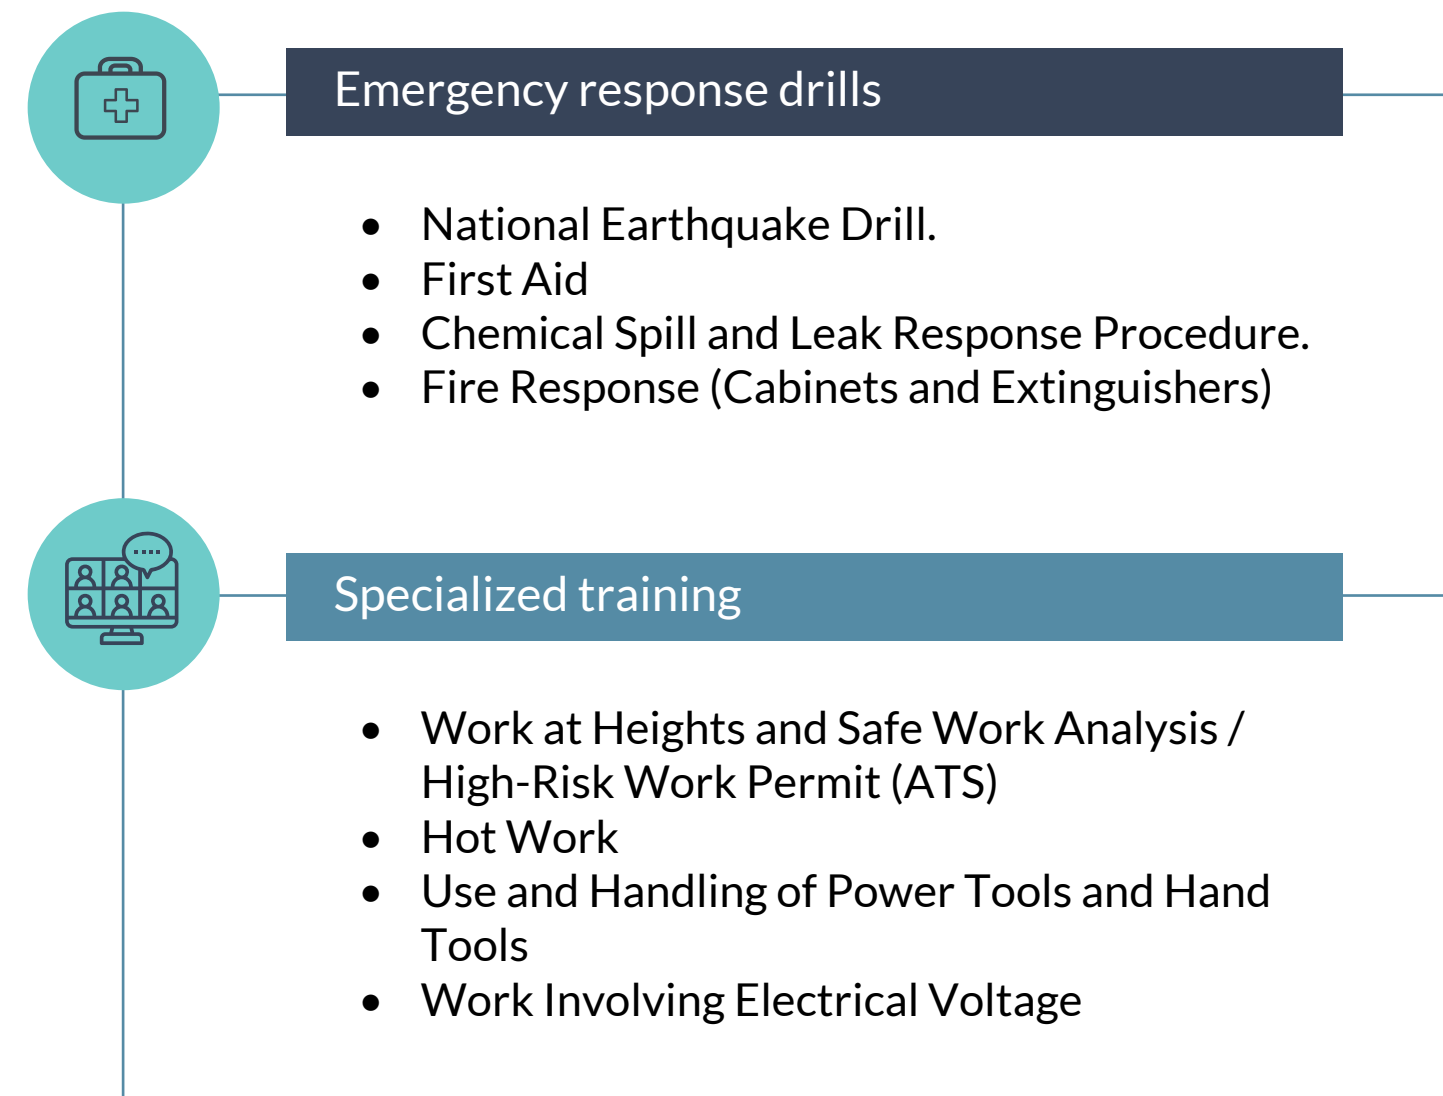 Emergency response drills
• National Earthquake Drill.
• First Aid
• Chemical Spill and Leak Response Procedure.
• Fire Response (Cabinets and Extinguishers)
Specialized training
• Work at Heights and Safe Work Analysis /
High-Risk Work Permit (ATS)
• Hot Work
• Use and Handling of Power Tools and Hand
Tools
• Work Involving Electrical Voltage